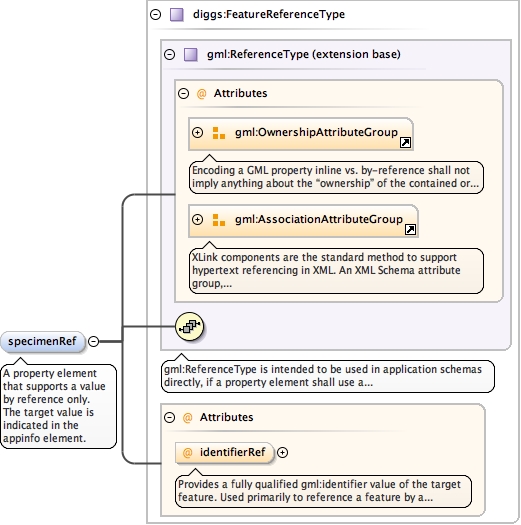 diggs:FeatureReferenceType
gml:ReferenceType (extension base)
@ Attributes
gml:OwnershipAttributeGroup
Encoding a GML property inline vs. by-reference shall not
imply anything about the “ownership” of the contained or...
gml:AssociationAttributeGroup
XLink components are the standard method to support
hypertext referencing in XML. An XML Schema attribute
group,...
specimenRef
A property element
that supports a value
by reference only.
The target value is
indicated in the
appinfo element.
gml:ReferenceType is intended to be used in application schemas
directly, if a property element shall use a...
@ Attributes
@ identifierRef
Provides a fully qualified gml:identifier value of the target
feature. Used primarily to reference a feature by a...